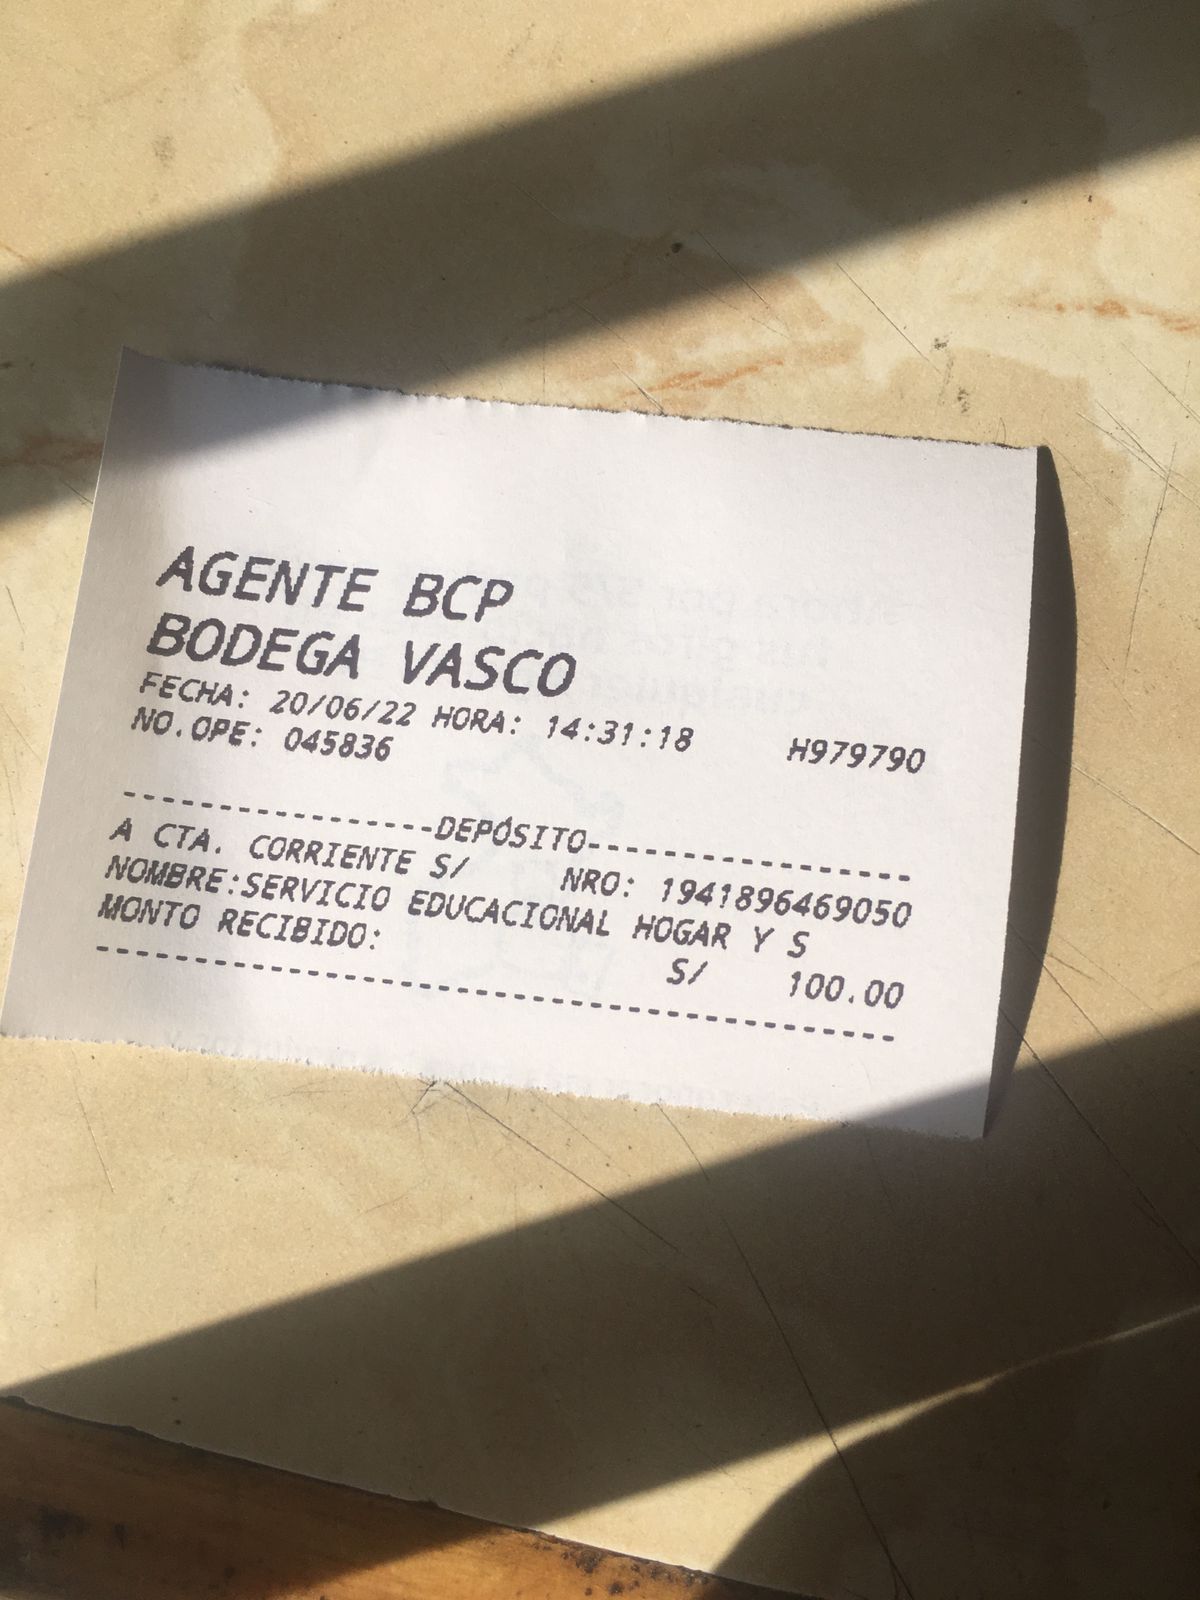 AGENTE BCP
BODEGA VASCO
FECHA: 20/06/22 HORA: 14:31:18 H979790
NO.OPE: 045836
-----------------DEPÓSITO-----------------
A CTA. CORRIENTE S/ NRO: 1941896469050
NOMBRE:SERVICIO EDUCACIONAL HOGAR Y S
MONTO RECIBIDO: S/ 100.00
------------------------------------------